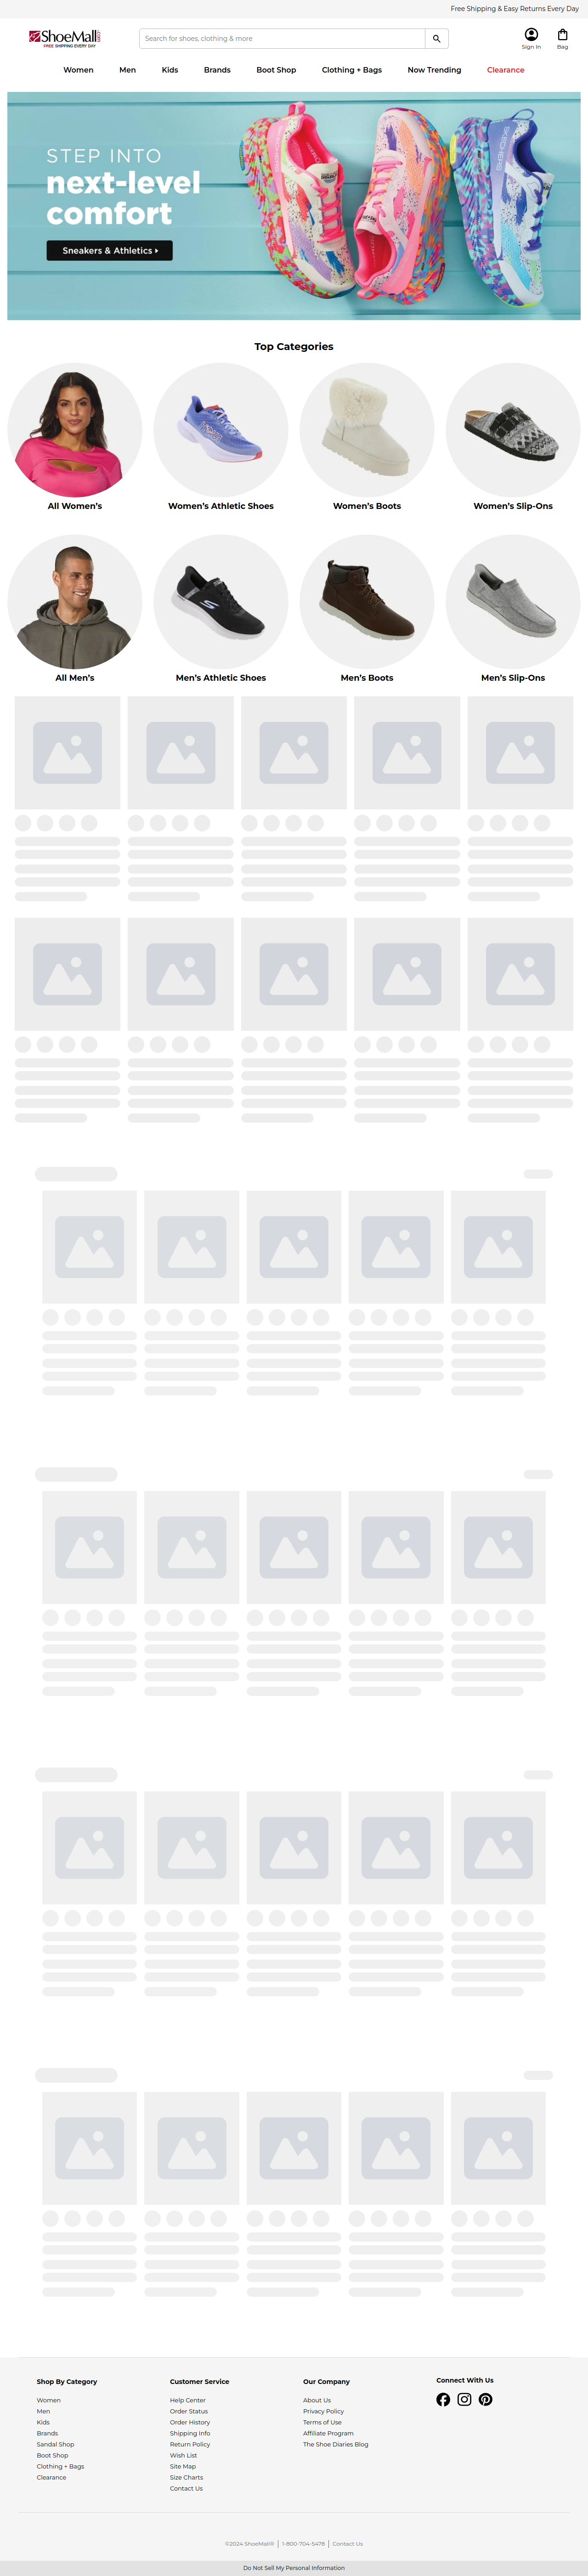 Free Shipping & Easy Returns Every Day
ShoeMall.com
FREE SHIPPING EVERY DAY
Search for shoes, clothing & more
Sign In
Bag
Women
Men
Kids
Brands
Boot Shop
Clothing + Bags
Now Trending
Clearance
STEP INTO
next-level
comfort
Sneakers & Athletics
Top Categories
All Women's
Women's Athletic Shoes
Women's Boots
Women's Slip-Ons
All Men's
Men's Athletic Shoes
Men's Boots
Men's Slip-Ons
Shop By Category
Women
Men
Kids
Brands
Sandal Shop
Boot Shop
Clothing + Bags
Clearance
Customer Service
Help Center
Order Status
Order History
Shipping Info
Return Policy
Wish List
Site Map
Size Charts
Contact Us
Our Company
About Us
Privacy Policy
Terms of Use
Affiliate Program
The Shoe Diaries Blog
Connect With Us
©2024 ShoeMall® | 1-800-704-5478 | Contact Us
Do Not Sell My Personal Information